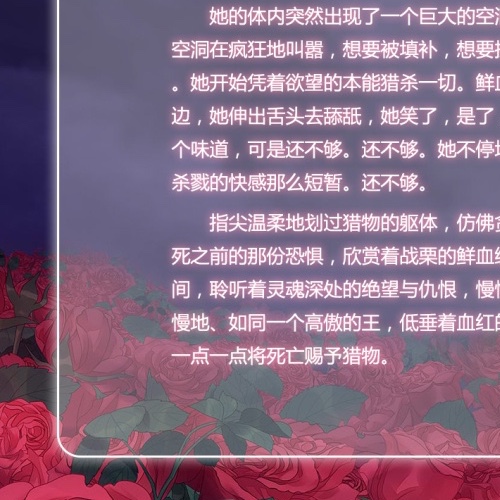 她的体内突然出现了一个巨大的空
空洞在疯狂地叫嚣，想要被填补，想要
。她开始凭着欲望的本能猎杀一切。鲜
边，她伸出舌头去舔舐，她笑了，是了
个味道，可是还不够。还不够。她不停
杀戮的快感那么短暂。还不够。
指尖温柔地划过猎物的躯体，仿佛
死之前的那份恐惧，欣赏着战栗的鲜血
间，聆听着灵魂深处的绝望与仇恨，慢
慢地、如同一个高傲的王，低垂着血红的
一点一点将死亡赐予猎物。